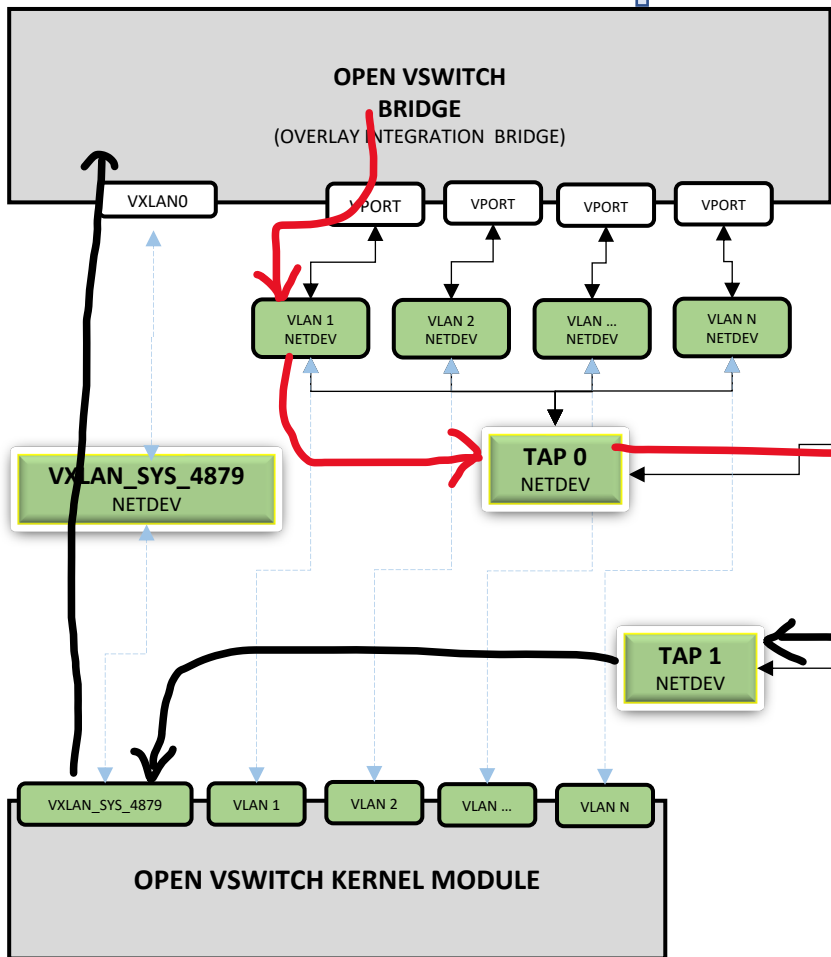 OPEN VSWITCH
BRIDGE
(OVERLAY INTEGRATION BRIDGE)
VXLAN0
VPORT
VPORT
VPORT
VPORT
VLAN 1
NETDEV
VLAN 2
NETDEV
VLAN ...
NETDEV
VLAN N
NETDEV
VXLAN_SYS_4879
NETDEV
TAP 0
NETDEV
TAP 1
NETDEV
VXLAN_SYS_4879
VLAN 1
VLAN 2
VLAN ...
VLAN N
OPEN VSWITCH KERNEL MODULE